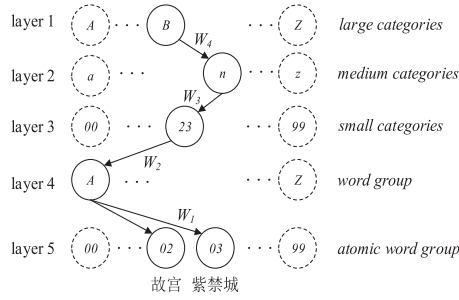 layer 1 A ··· B ··· Z large categories
W4
layer 2 a ··· n ··· z medium categories
W3
layer 3 00 ··· 23 ··· 99 small categories
W2
layer 4 A ··· ··· Z word group
W1
layer 5 00 ··· 02 03 ··· 99 atomic word group
故宫 紫禁城